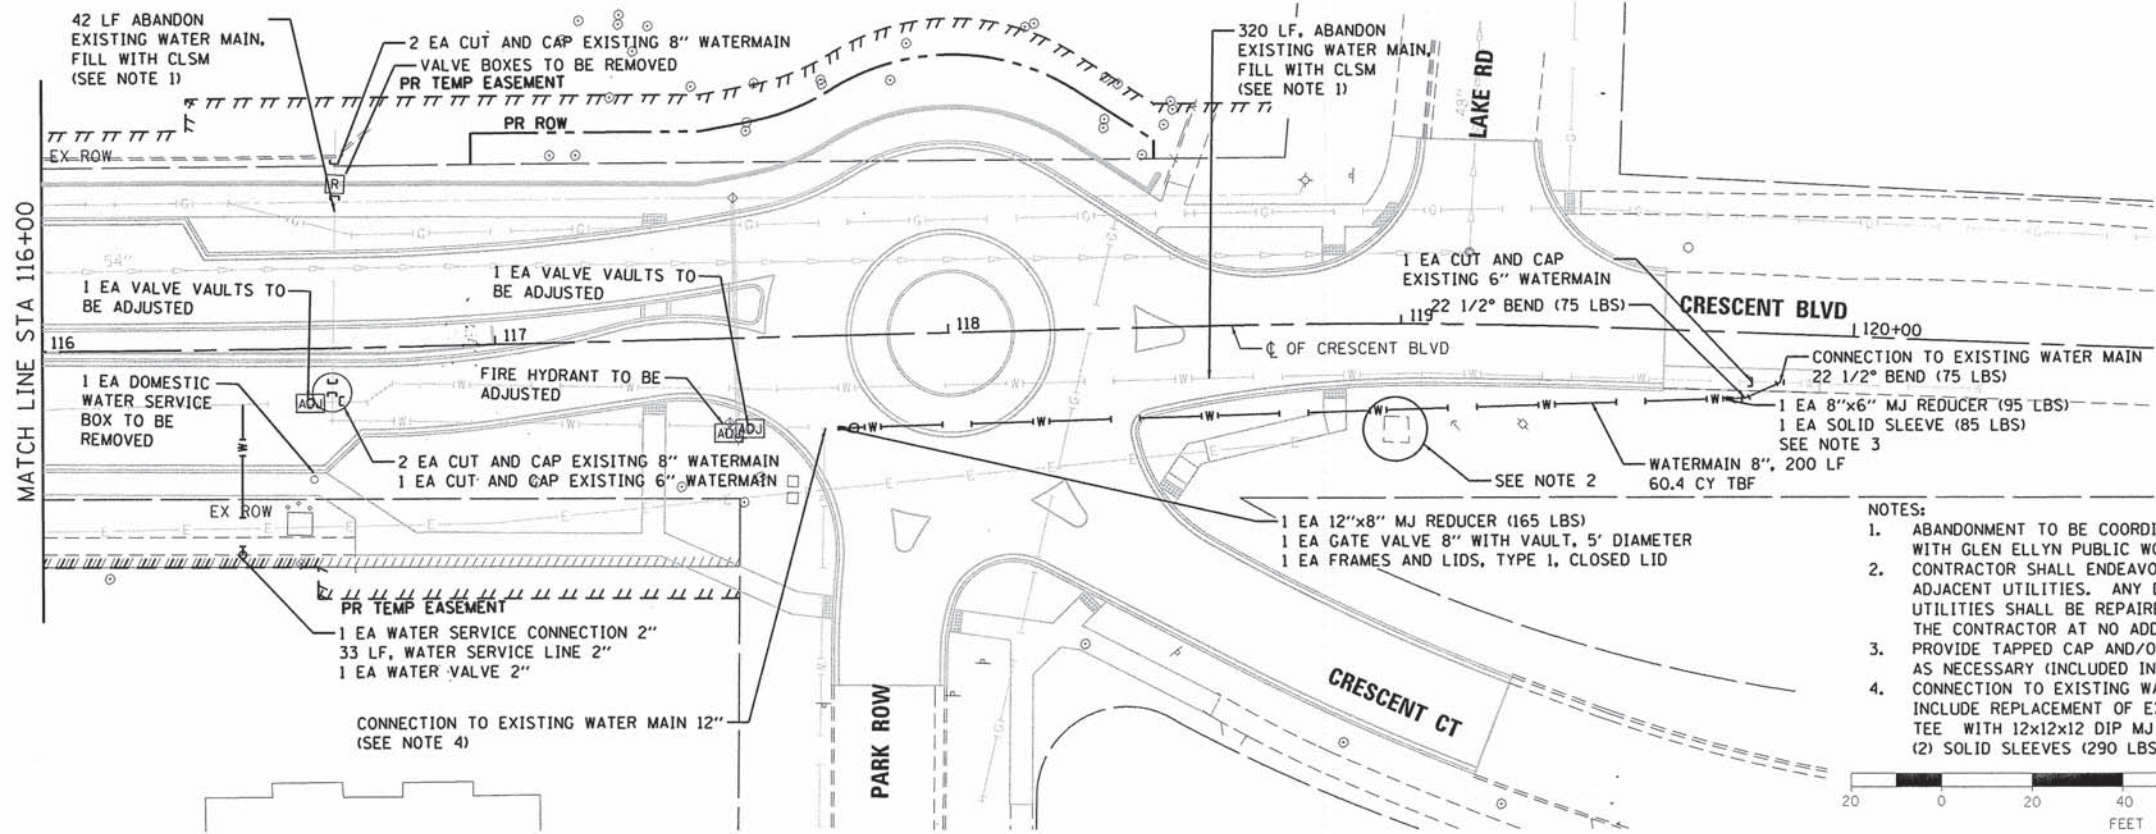 42 LF ABANDON
EXISTING WATER MAIN,
FILL WITH CLSM
(SEE NOTE 1)
2 EA CUT AND CAP EXISTING 8" WATERMAIN
VALVE BOXES TO BE REMOVED
PR TEMP EASEMENT
PR ROW
EX ROW
R
320 LF, ABANDON
EXISTING WATER MAIN,
FILL WITH CLSM
(SEE NOTE 1)
LAKE RD
48"
MATCH LINE STA 116+00
54"
1 EA VALVE VAULTS TO
BE ADJUSTED
1 EA VALVE VAULTS TO
BE ADJUSTED
1 EA CUT AND CAP
EXISTING 6" WATERMAIN
22 1/2° BEND (75 LBS)
CRESCENT BLVD
116
117
118
119
120+00
℄ OF CRESCENT BLVD
CONNECTION TO EXISTING WATER MAIN
22 1/2° BEND (75 LBS)
1 EA 8"x6" MJ REDUCER (95 LBS)
1 EA SOLID SLEEVE (85 LBS)
SEE NOTE 3
1 EA DOMESTIC
WATER SERVICE
BOX TO BE
REMOVED
ADJ
FIRE HYDRANT TO BE
ADJUSTED
ADJ
ADJ
2 EA CUT AND CAP EXISITNG 8" WATERMAIN
1 EA CUT AND CAP EXISTING 6" WATERMAIN
SEE NOTE 2
WATERMAIN 8", 200 LF
60.4 CY TBF
EX ROW
1 EA 12"x8" MJ REDUCER (165 LBS)
1 EA GATE VALVE 8" WITH VAULT, 5' DIAMETER
1 EA FRAMES AND LIDS, TYPE 1, CLOSED LID
PR TEMP EASEMENT
1 EA WATER SERVICE CONNECTION 2"
33 LF, WATER SERVICE LINE 2"
1 EA WATER VALVE 2"
CONNECTION TO EXISTING WATER MAIN 12"
(SEE NOTE 4)
PARK ROW
CRESCENT CT
NOTES:
1. ABANDONMENT TO BE COORDI
WITH GLEN ELLYN PUBLIC WO
2. CONTRACTOR SHALL ENDEAVO
ADJACENT UTILITIES. ANY D
UTILITIES SHALL BE REPAIRE
THE CONTRACTOR AT NO ADD
3. PROVIDE TAPPED CAP AND/O
AS NECESSARY (INCLUDED IN
4. CONNECTION TO EXISTING WA
INCLUDE REPLACEMENT OF E
TEE WITH 12x12x12 DIP MJ
(2) SOLID SLEEVES (290 LBS
20 0 20 40
FEET